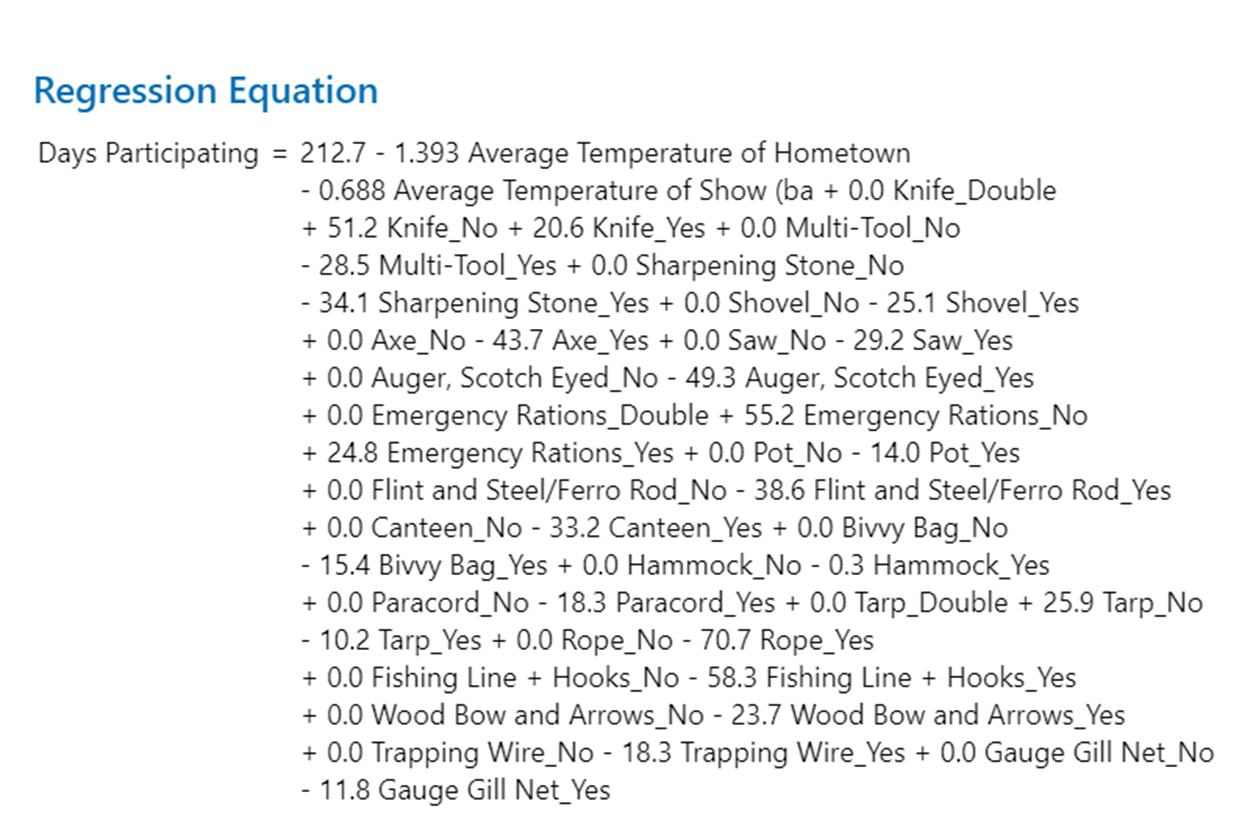 Regression Equation
Days Participating = 212.7 - 1.393 Average Temperature of Hometown
- 0.688 Average Temperature of Show (ba + 0.0 Knife_Double
+ 51.2 Knife_No + 20.6 Knife_Yes + 0.0 Multi-Tool_No
- 28.5 Multi-Tool_Yes + 0.0 Sharpening Stone_No
- 34.1 Sharpening Stone_Yes + 0.0 Shovel_No - 25.1 Shovel_Yes
+ 0.0 Axe_No - 43.7 Axe_Yes + 0.0 Saw_No - 29.2 Saw_Yes
+ 0.0 Auger, Scotch Eyed_No - 49.3 Auger, Scotch Eyed_Yes
+ 0.0 Emergency Rations_Double + 55.2 Emergency Rations_No
+ 24.8 Emergency Rations_Yes + 0.0 Pot_No - 14.0 Pot_Yes
+ 0.0 Flint and Steel/Ferro Rod_No - 38.6 Flint and Steel/Ferro Rod_Yes
+ 0.0 Canteen_No - 33.2 Canteen_Yes + 0.0 Bivvy Bag_No
- 15.4 Bivvy Bag_Yes + 0.0 Hammock_No - 0.3 Hammock_Yes
+ 0.0 Paracord_No - 18.3 Paracord_Yes + 0.0 Tarp_Double + 25.9 Tarp_No
- 10.2 Tarp_Yes + 0.0 Rope_No - 70.7 Rope_Yes
+ 0.0 Fishing Line + Hooks_No - 58.3 Fishing Line + Hooks_Yes
+ 0.0 Wood Bow and Arrows_No - 23.7 Wood Bow and Arrows_Yes
+ 0.0 Trapping Wire_No - 18.3 Trapping Wire_Yes + 0.0 Gauge Gill Net_No
- 11.8 Gauge Gill Net_Yes